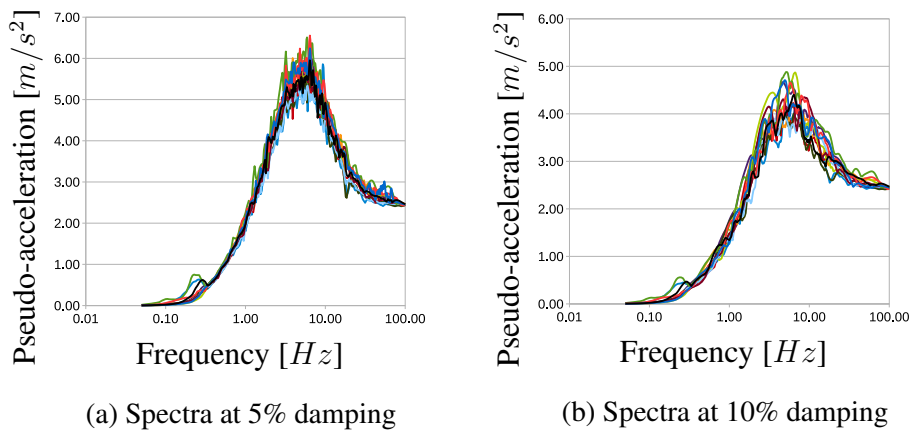 7.00
6.00
5.00
4.00
3.00
2.00
1.00
0.00
0.01 0.10 1.00 10.00 100.00
Pseudo-acceleration [m/s²]
Frequency [Hz]
(a) Spectra at 5% damping
6.00
5.00
4.00
3.00
2.00
1.00
0.00
0.01 0.10 1.00 10.00 100.00
Pseudo-acceleration [m/s²]
Frequency [Hz]
(b) Spectra at 10% damping